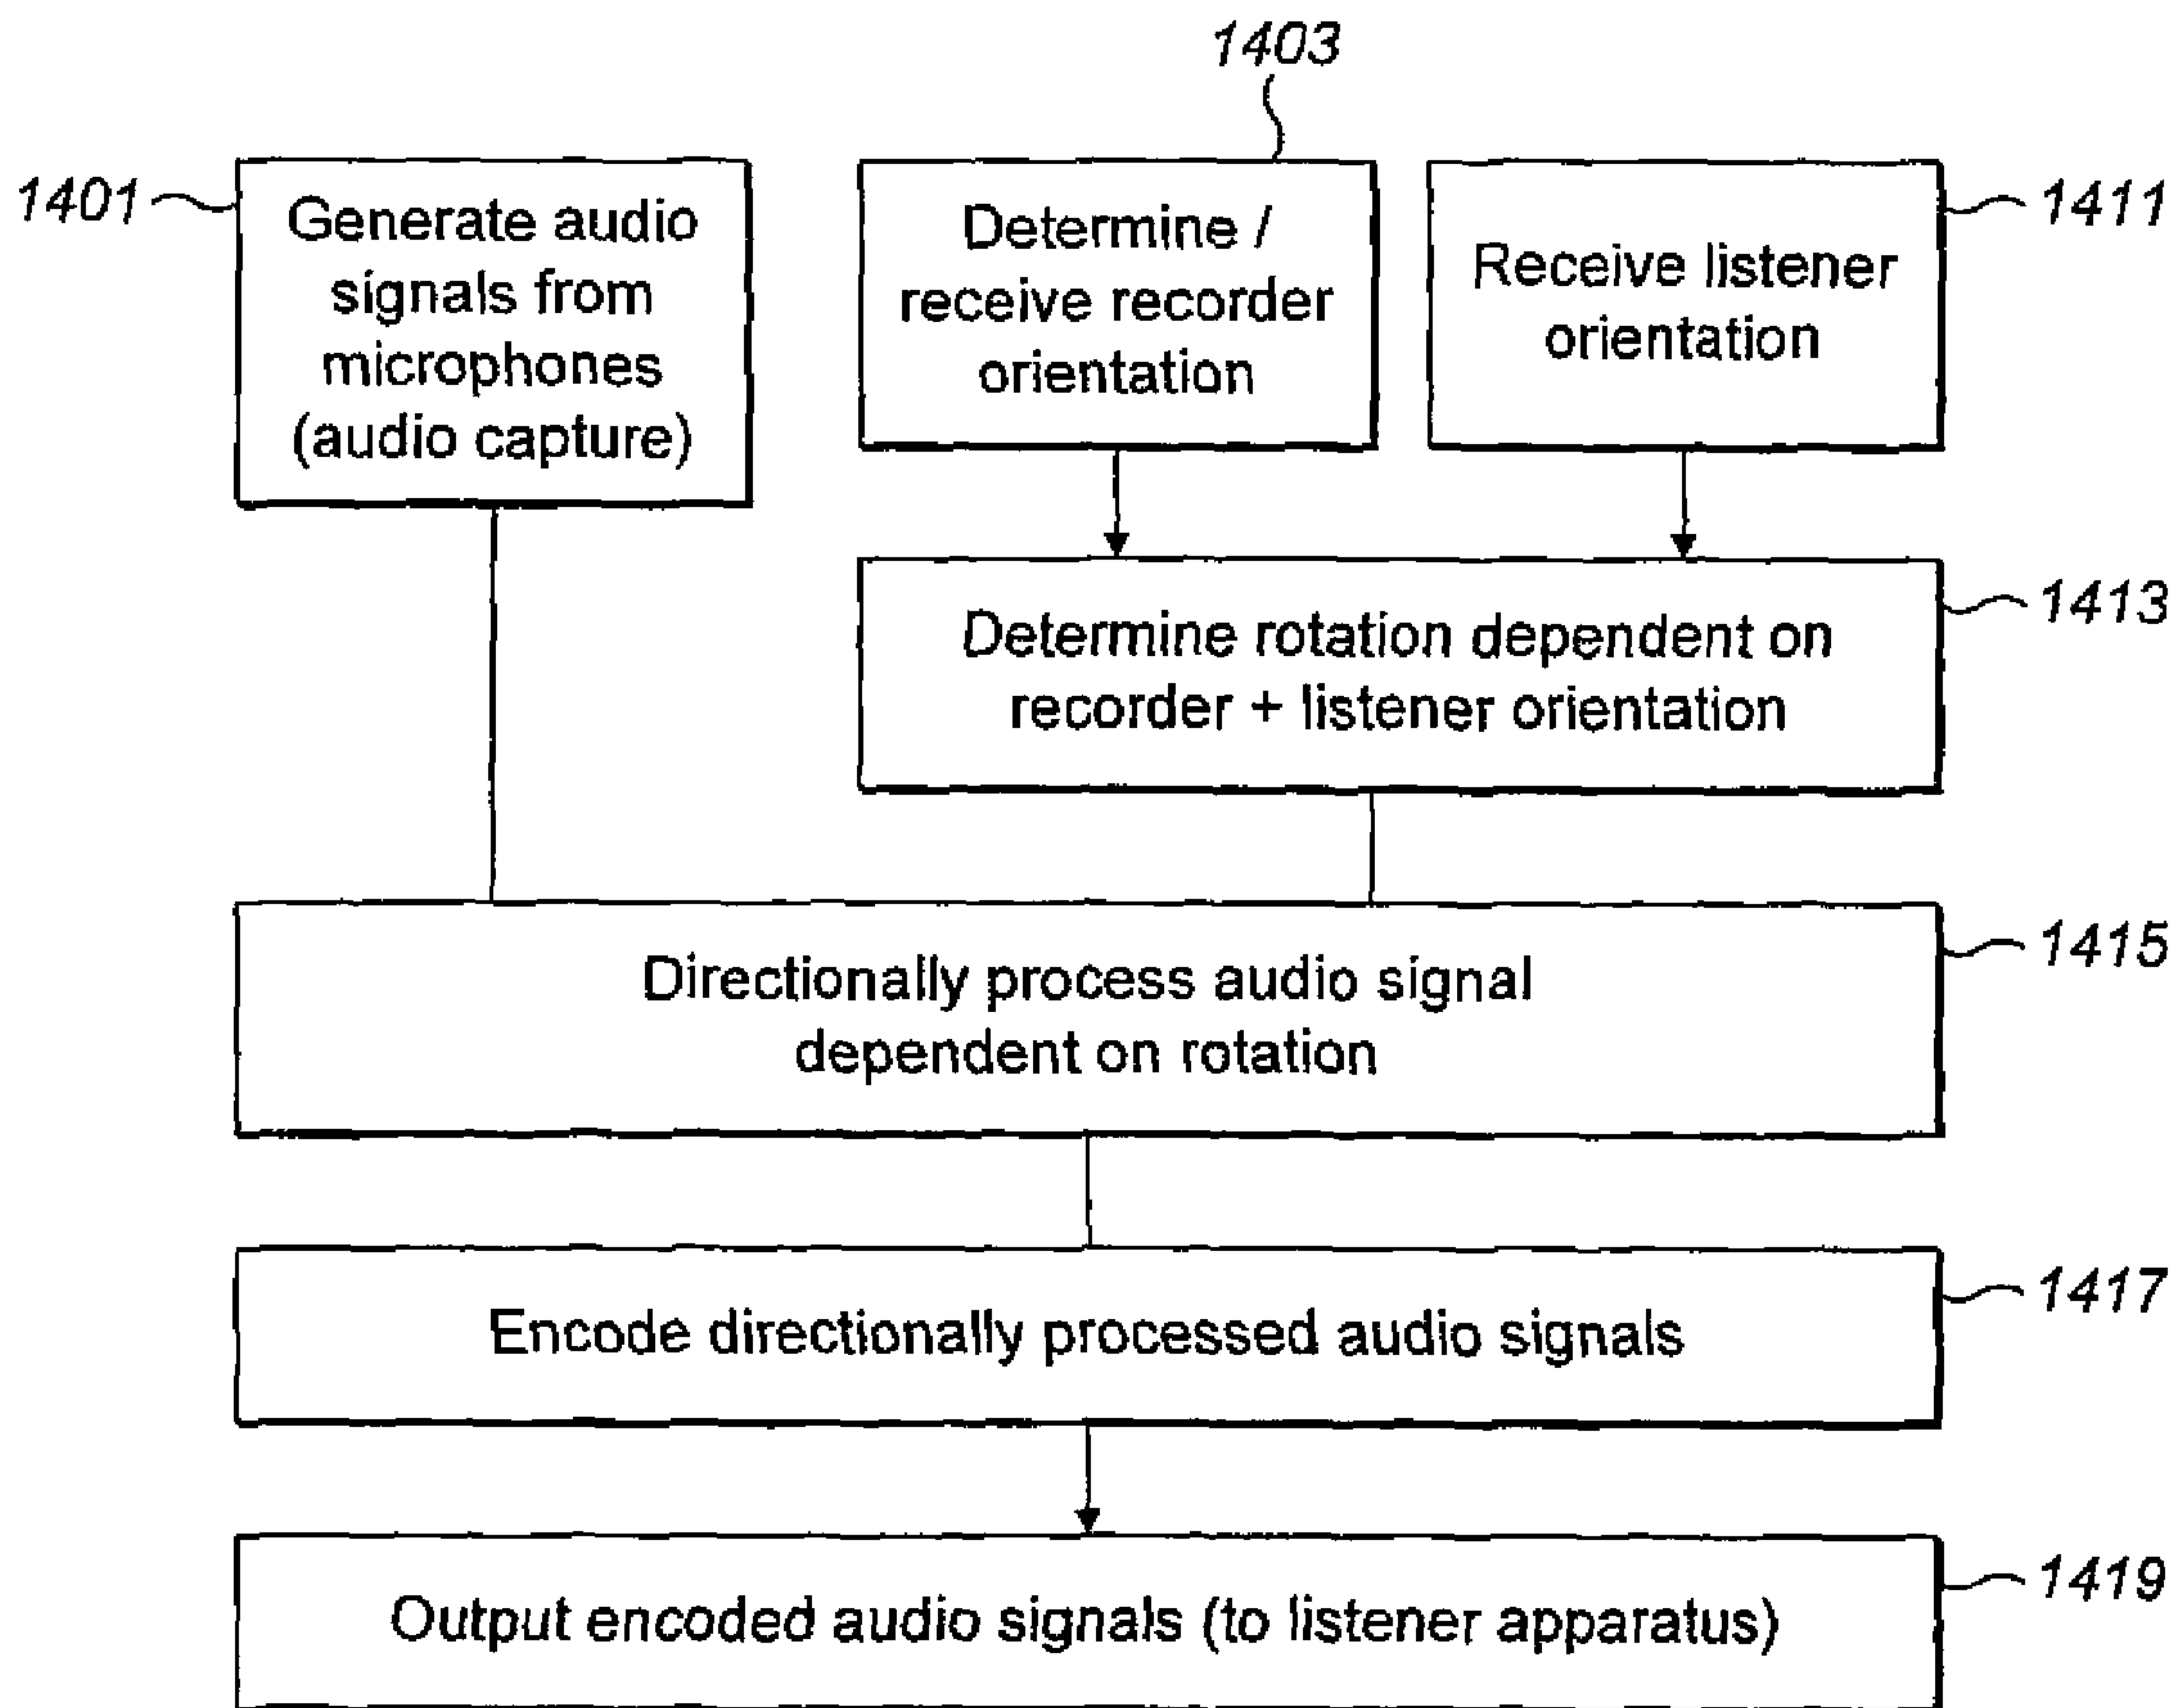 1403
1401
Generate audio
signals from
microphones
(audio capture)
Determine /
receive recorder
orientation
Receive listener
orientation
1411
Determine rotation dependent on
recorder + listener orientation
1413
Directionally process audio signal
dependent on rotation
1415
Encode directionally processed audio signals
1417
Output encoded audio signals (to listener apparatus)
1419